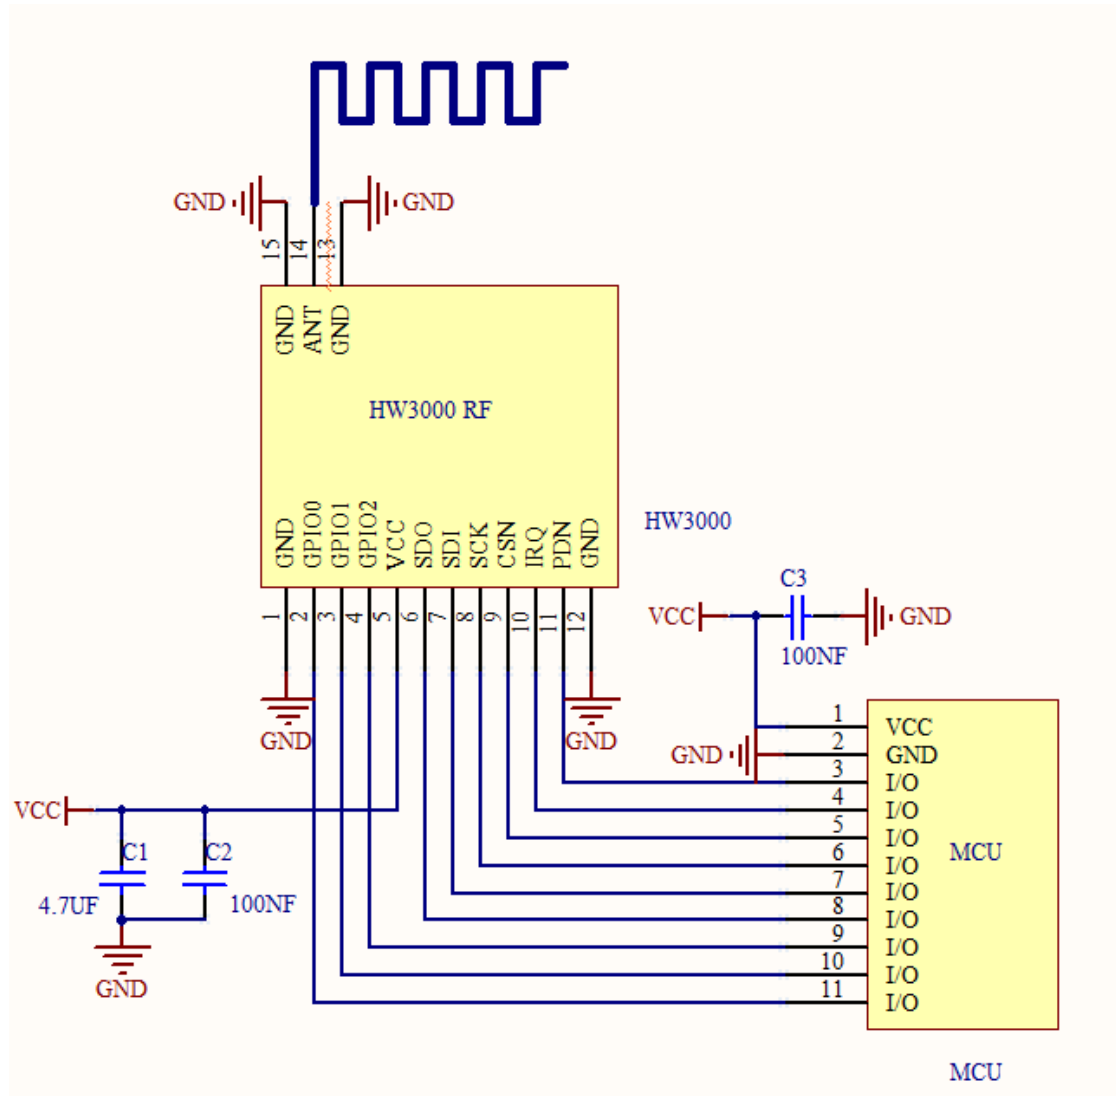 GND
GND
15
14
13
GND
ANT
GND
HW3000 RF
HW3000
GND
GPIO0
GPIO1
GPIO2
VCC
SDO
SDI
SCK
CSN
IRQ
PDN
GND
1
2
3
4
5
6
7
8
9
10
11
12
GND
GND
C3
VCC
GND
100NF
1 VCC
GND 2 GND
3 I/O
4 I/O
5 I/O
6 I/O
7 I/O
8 I/O
9 I/O
10 I/O
11 I/O
MCU
MCU
VCC
C1 C2
4.7UF 100NF
GND